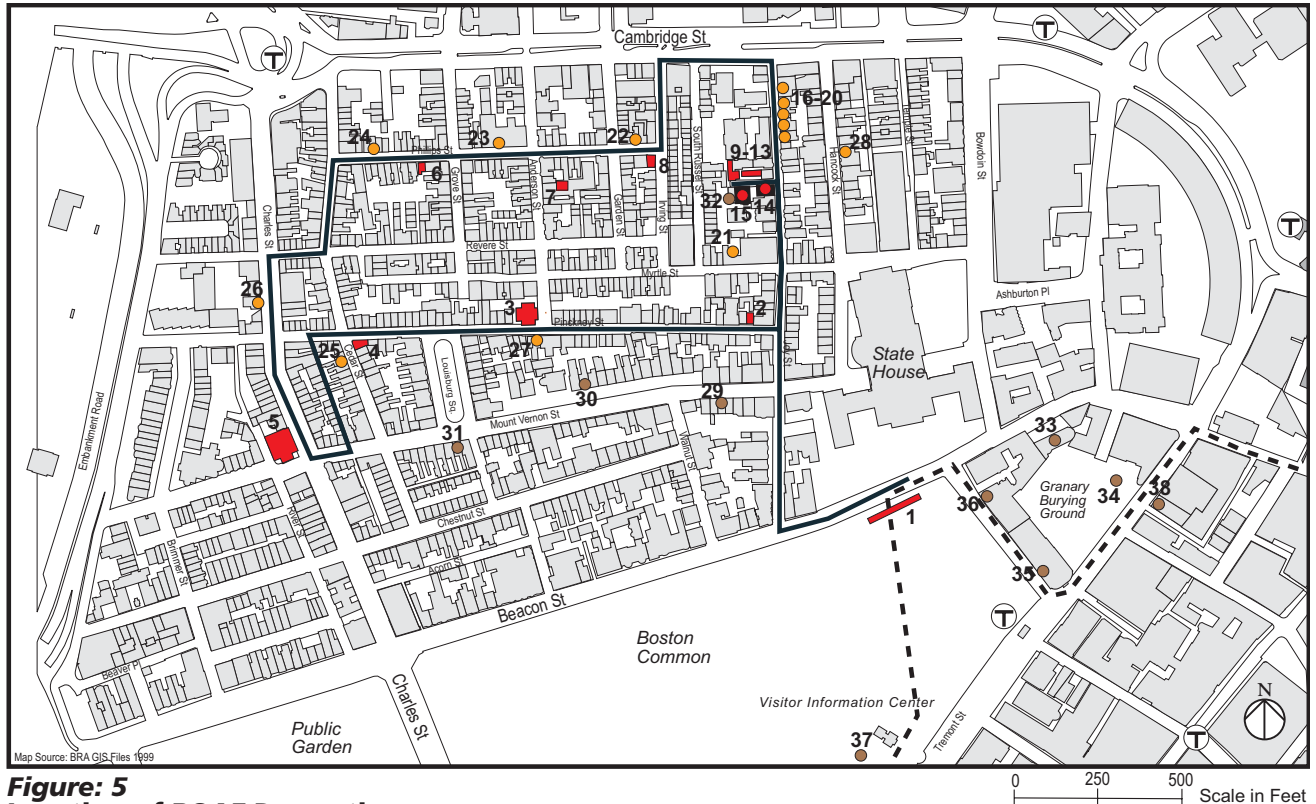 Cambridge St
T
T
16-20
24
Phillips St
23
22
28
Temple St
Bowdoin St
Hancock St
South Russel St
9-13
6
Grove St
Anderson St
7
8
Garden St
Irving St
32
15
14
T
Charles St
21
Revere St
Myrtle St
26
Ashburton Pl
3
2
Pinckney St
Joy St
25
Cedar St
4
Louisburg Sq.
27
State
House
Embankment Road
30
29
Mount Vernon St
5
31
Walnut St
33
Granary
Burying
Ground
36
34
38
Chestnut St
1
River St
Brimmer St
Acorn St
35
Beacon St
T
Boston
Common
Beaver Pl
Charles St
Visitor Information Center
N
Public
Garden
37
Tremont St
T
Map Source: BRA GIS Files 1999
Figure: 5
0 250 500 Scale in Feet